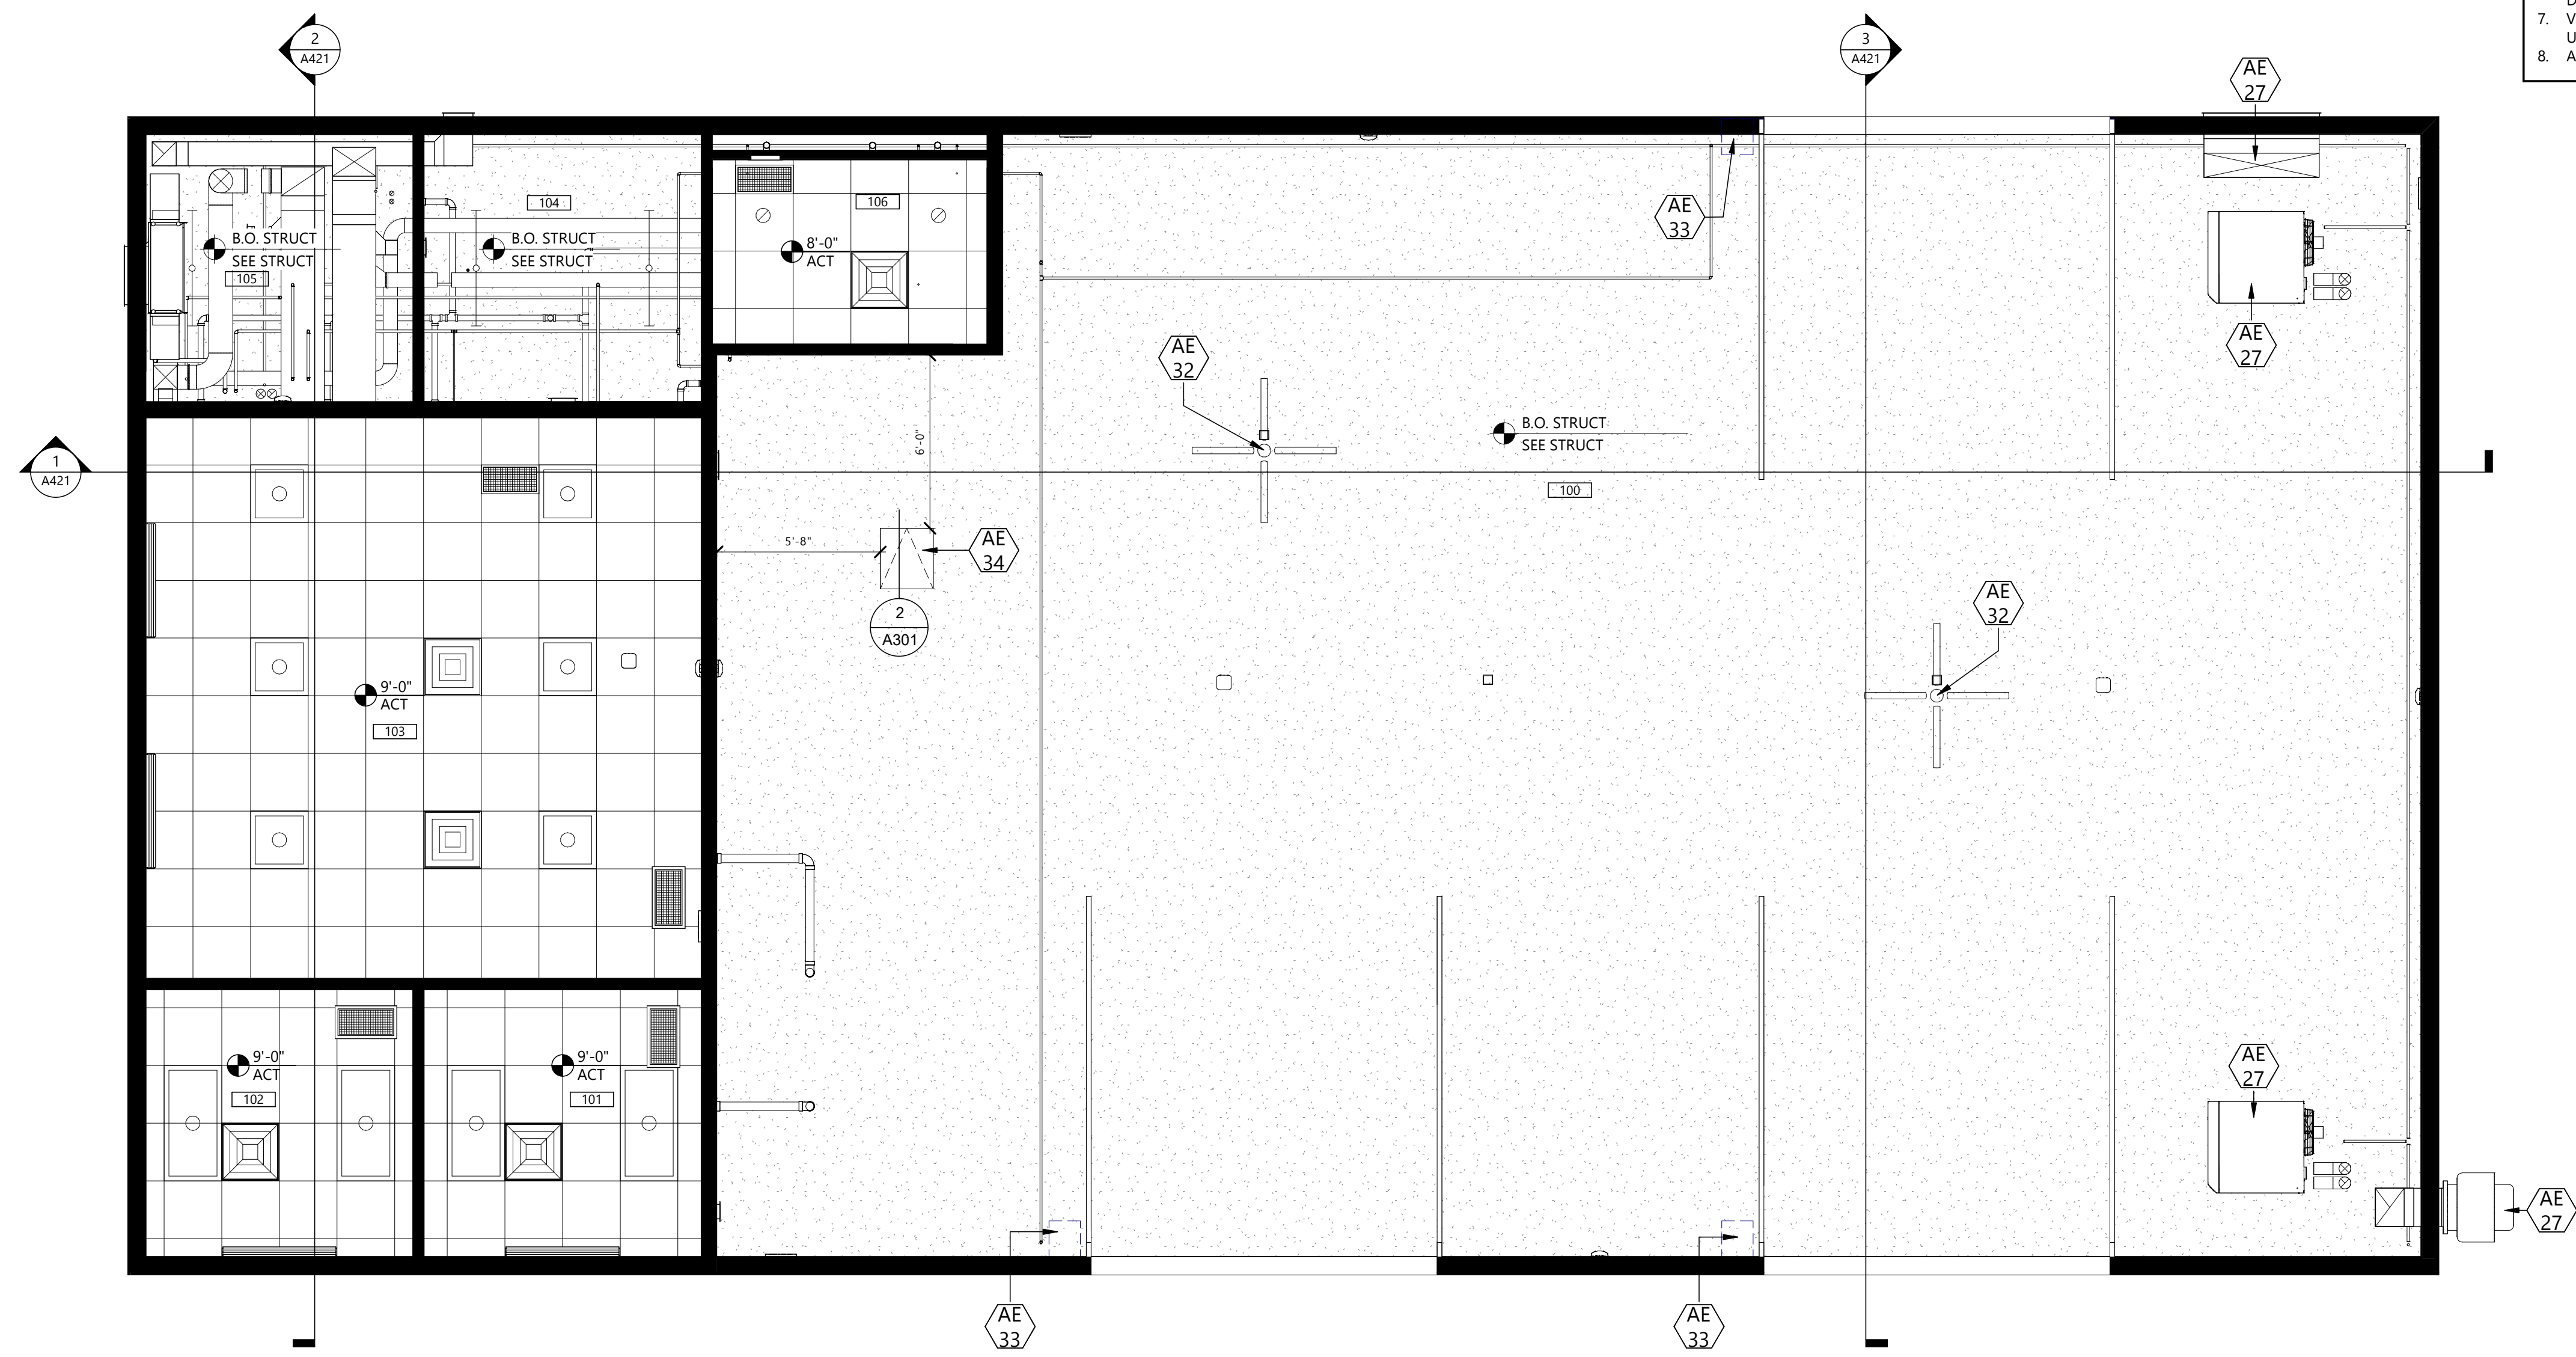 2
A421
3
A421
D
7. V
U
8. A
AE
27
104
106
AE
33
B.O. STRUCT
SEE STRUCT
105
B.O. STRUCT
SEE STRUCT
8'-0"
ACT
AE
27
AE
32
B.O. STRUCT
SEE STRUCT
6'-0"
1
A421
100
5'-8"
AE
34
2
A301
AE
32
9'-0"
ACT
103
9'-0"
ACT
102
9'-0"
ACT
101
AE
27
AE
27
AE
33
AE
33